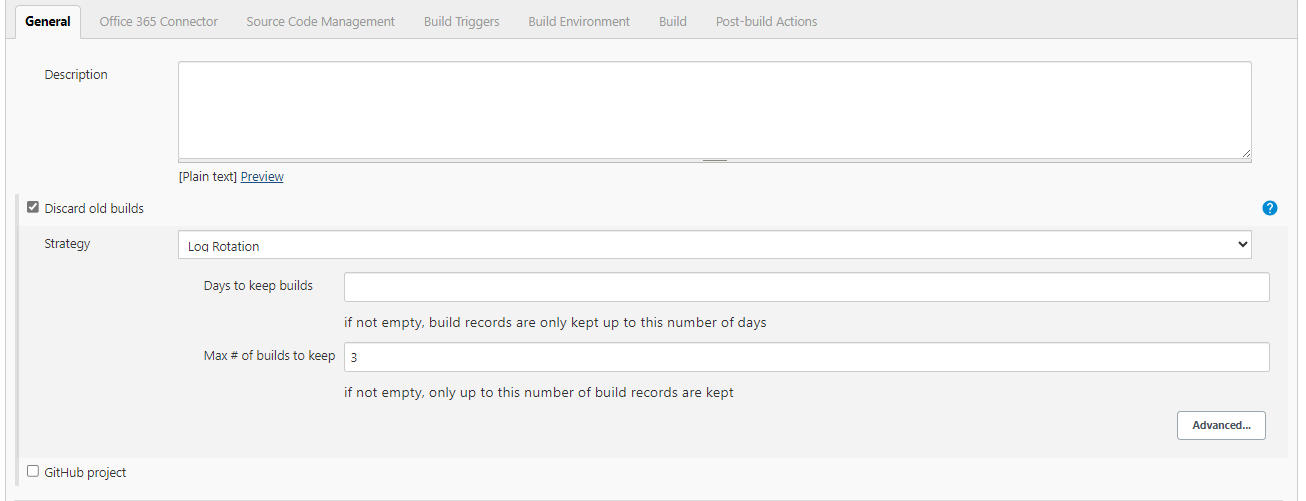 General Office 365 Connector Source Code Management Build Triggers Build Environment Build Post-build Actions
Description
[Plain text] Preview
Discard old builds ?
Strategy Log Rotation
Days to keep builds
if not empty, build records are only kept up to this number of days
Max # of builds to keep 3
if not empty, only up to this number of build records are kept
Advanced...
GitHub project